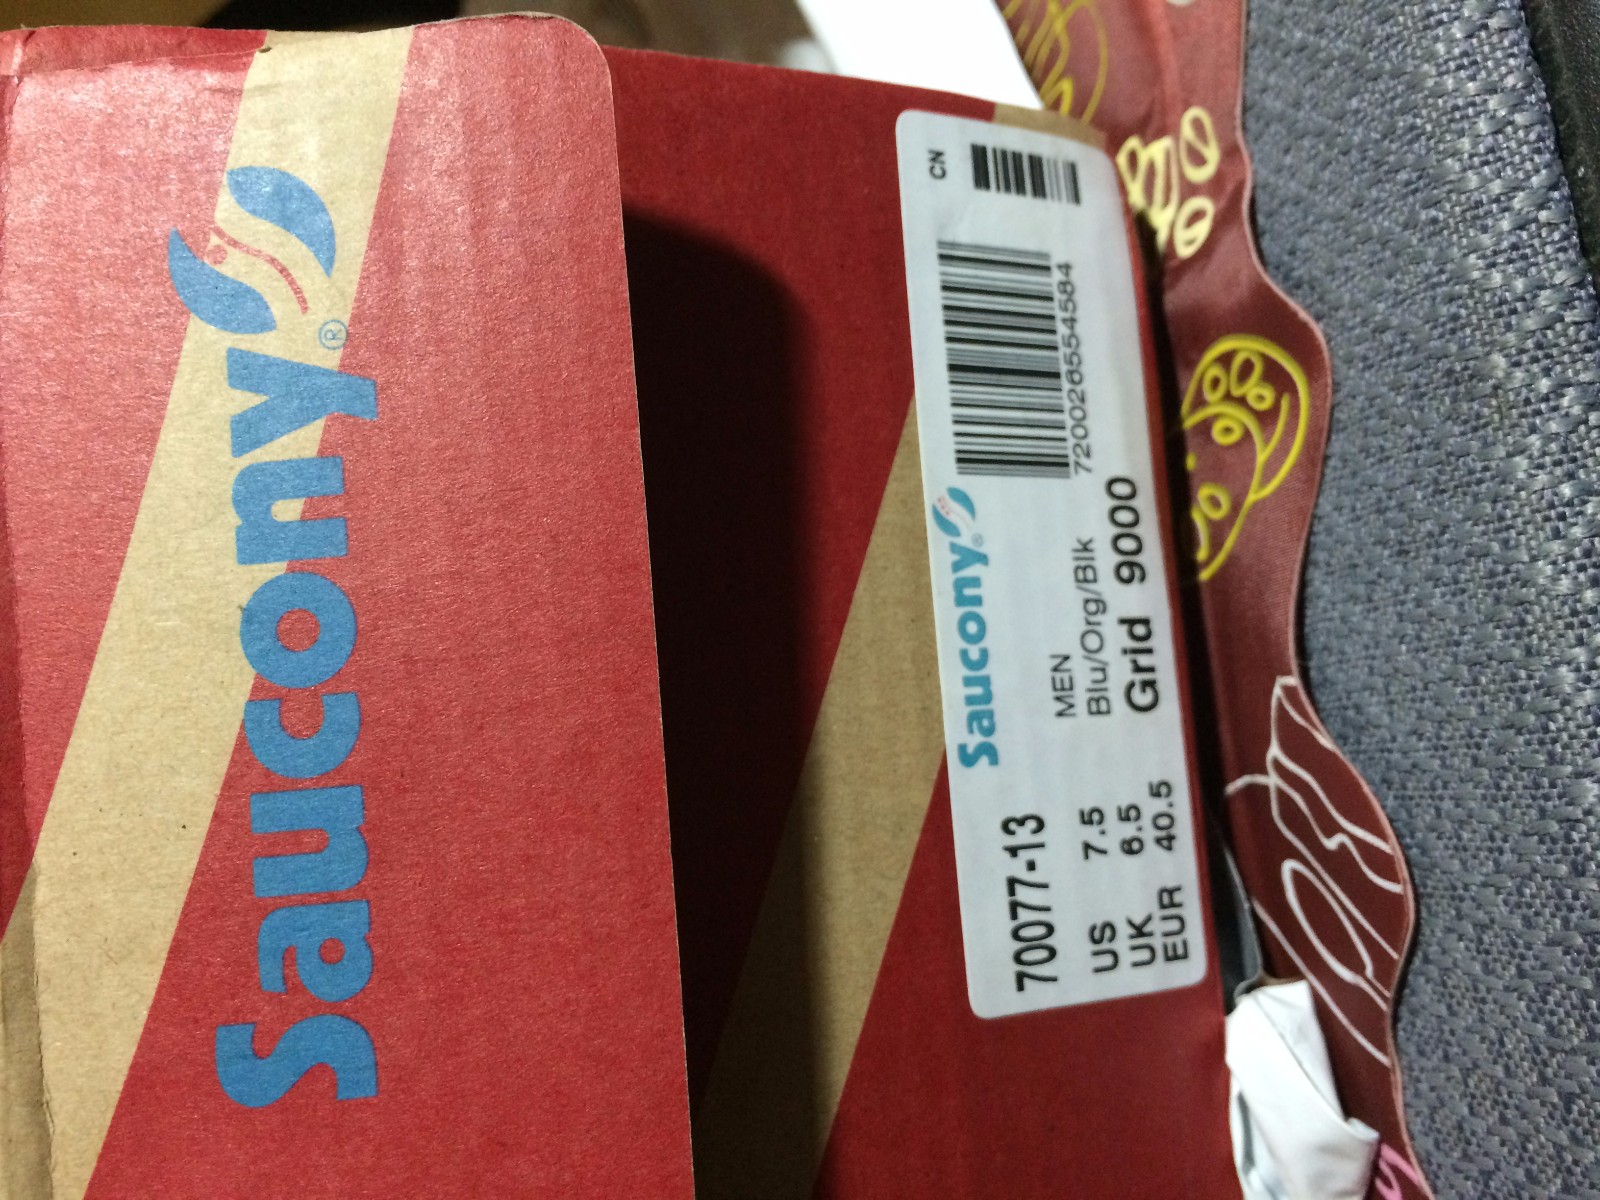 Saucony®
CN
720026554584
Saucony®
MEN
Blu/Org/Blk
Grid 9000
70077-13
US 7.5
UK 6.5
EUR 40.5